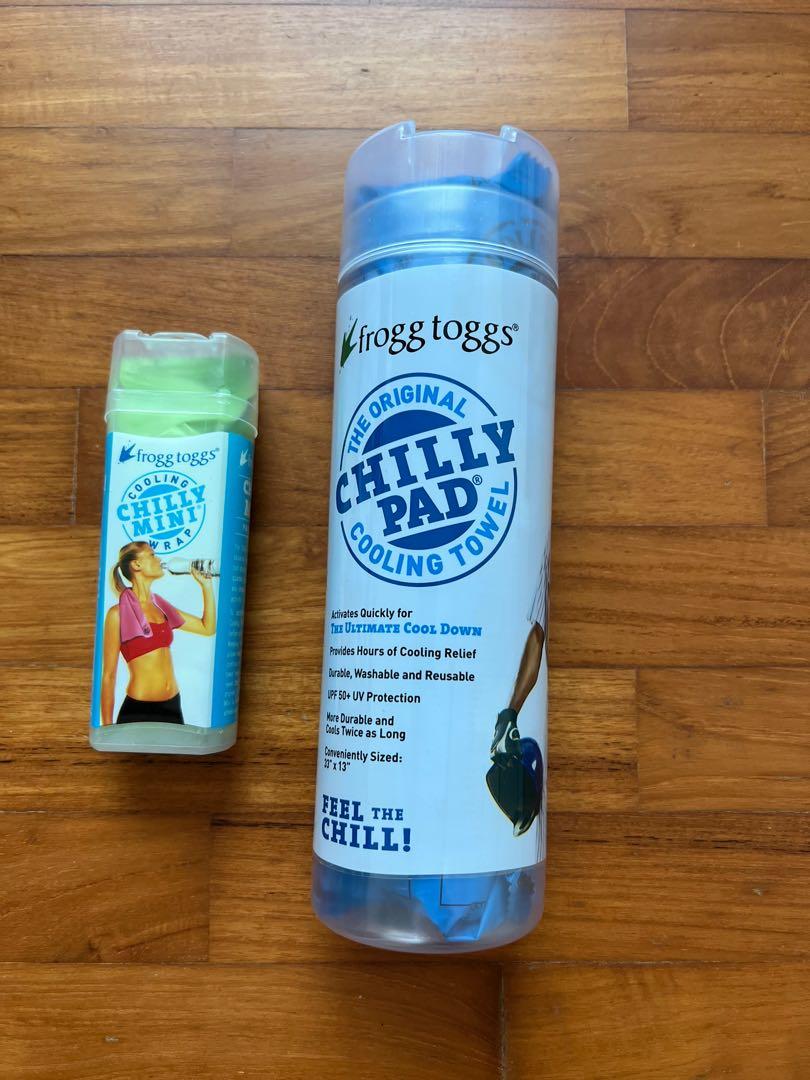 frogg toggs®
COOLING
CHILLY
MINI®
WRAP
frogg toggs®
THE ORIGINAL
CHILLY
PAD®
COOLING TOWEL
Activates Quickly for
THE ULTIMATE COOL DOWN
Provides Hours of Cooling Relief
Durable, Washable and Reusable
UPF 50+ UV Protection
More Durable and
Cools Twice as Long
Conveniently Sized:
33" x 13"
FEEL THE
CHILL!